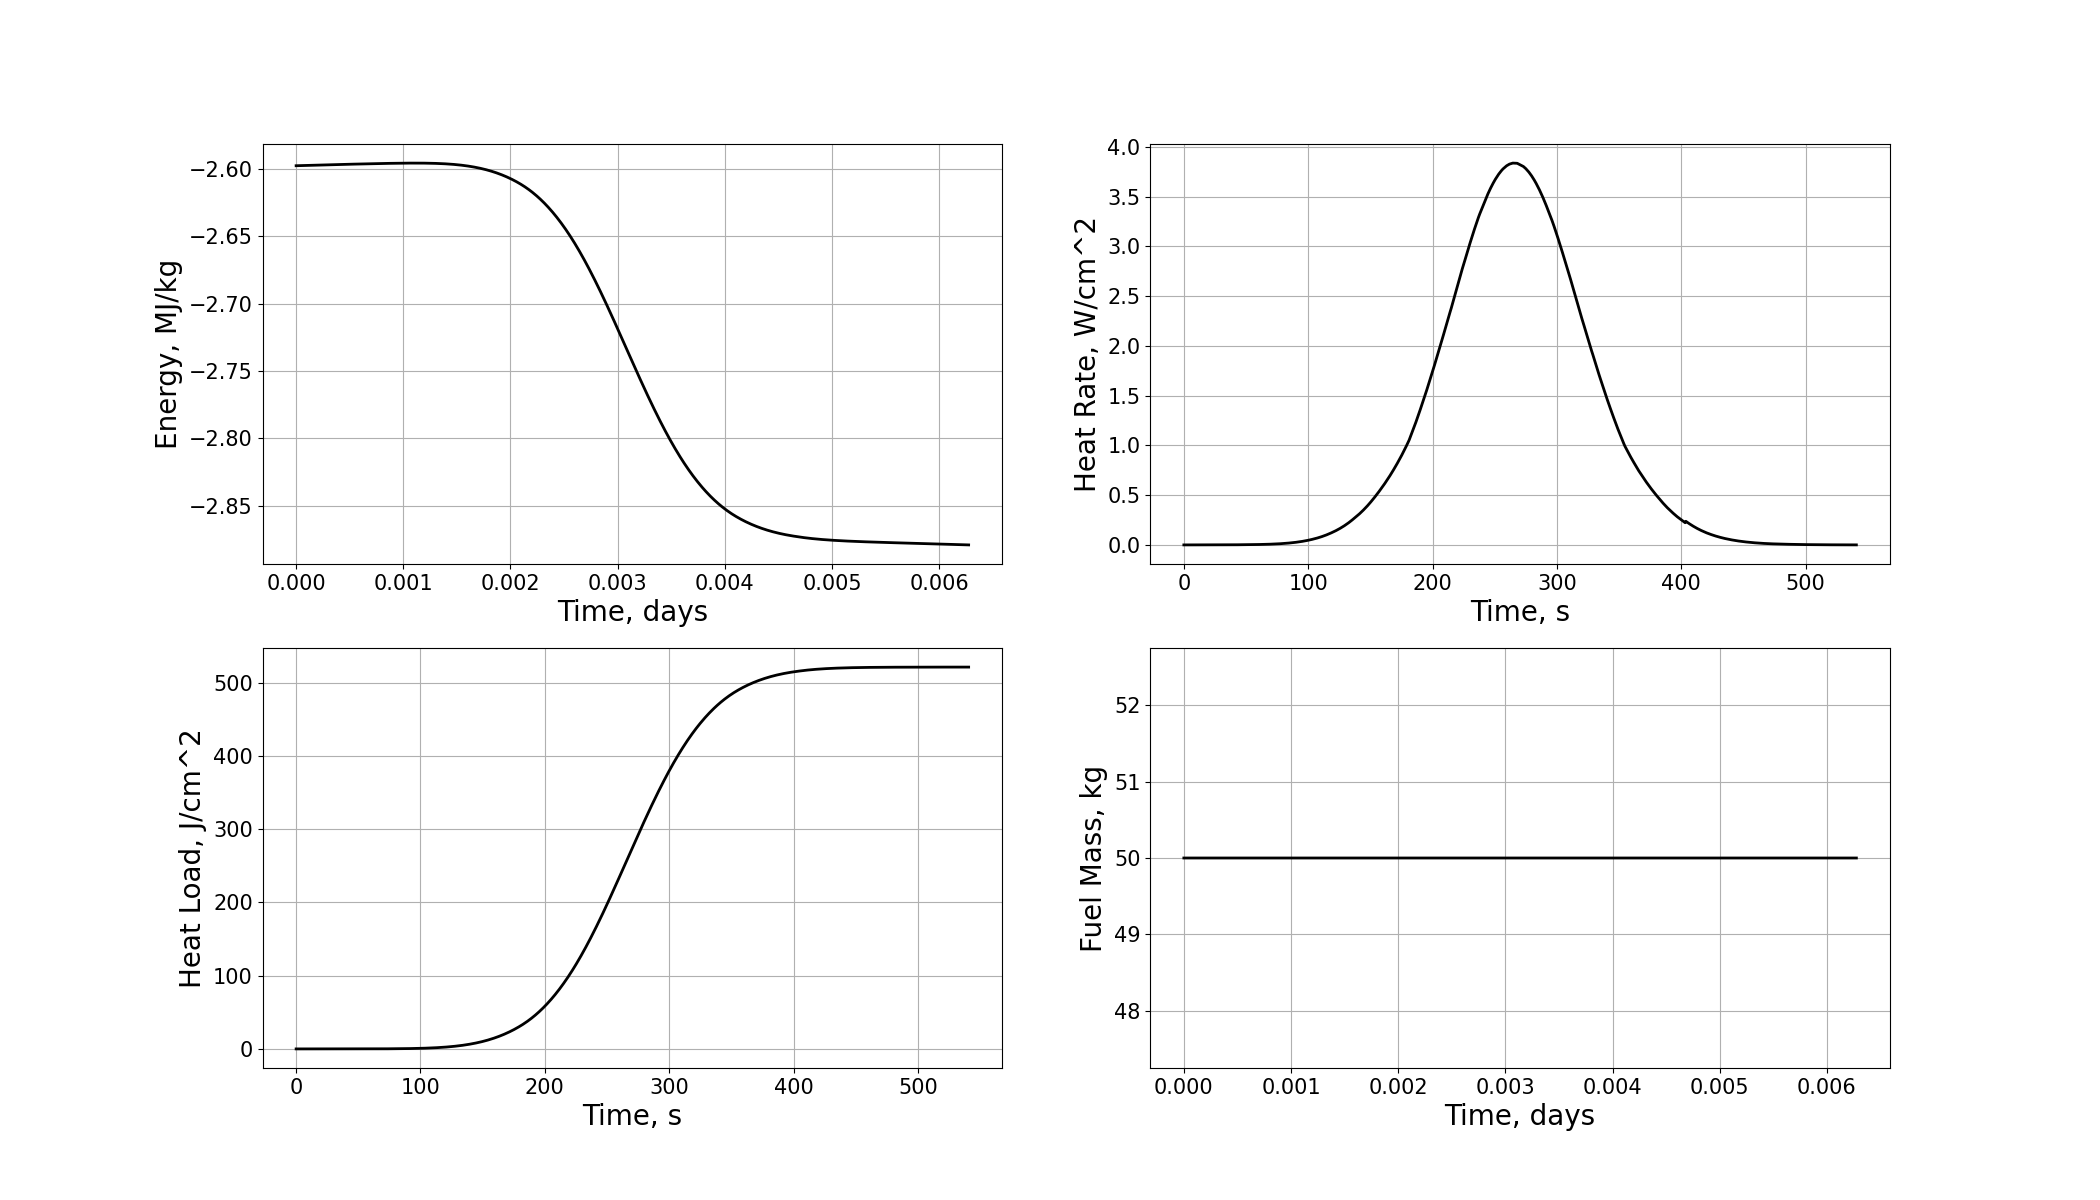 Energy, MJ/kg
−2.60
−2.65
−2.70
−2.75
−2.80
−2.85
0.000 0.001 0.002 0.003 0.004 0.005 0.006
Time, days
Heat Rate, W/cm^2
4.0
3.5
3.0
2.5
2.0
1.5
1.0
0.5
0.0
0 100 200 300 400 500
Time, s
Heat Load, J/cm^2
500
400
300
200
100
0
0 100 200 300 400 500
Time, s
Fuel Mass, kg
52
51
50
49
48
0.000 0.001 0.002 0.003 0.004 0.005 0.006
Time, days